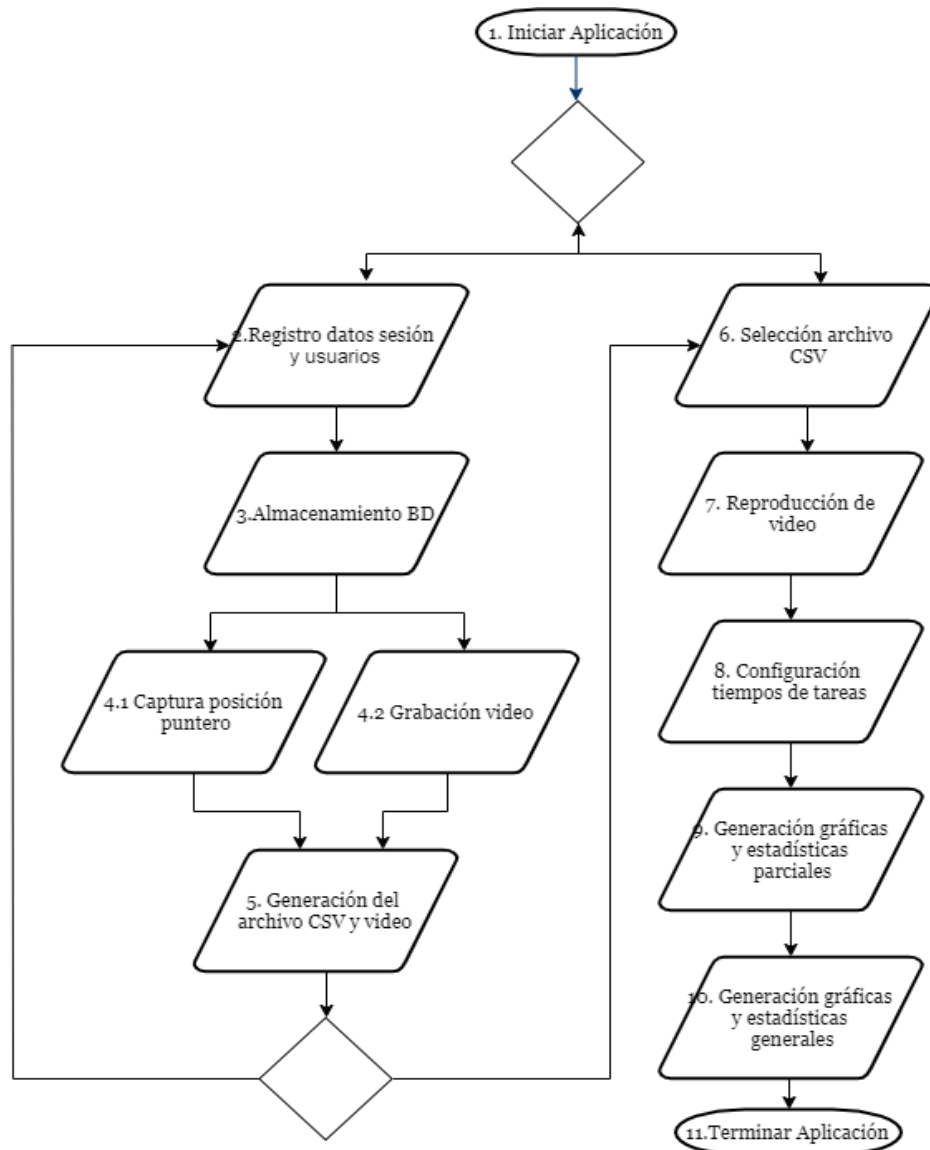 1. Iniciar Aplicación
2.Registro datos sesión
y usuarios
3.Almacenamiento BD
4.1 Captura posición
puntero
4.2 Grabación video
5. Generación del
archivo CSV y video
6. Selección archivo
CSV
7. Reproducción de
video
8. Configuración
tiempos de tareas
9. Generación gráficas
y estadísticas
parciales
10. Generación gráficas
y estadísticas
generales
11.Terminar Aplicación